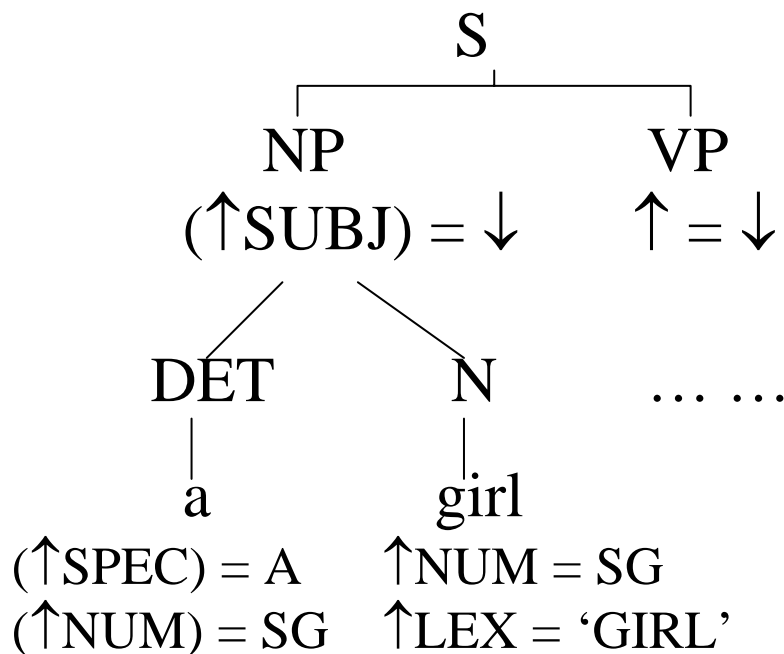 S
NP VP
(↑SUBJ) = ↓ ↑ = ↓
DET N … …
a girl
(↑SPEC) = A ↑NUM = SG
(↑NUM) = SG ↑LEX = ‘GIRL’